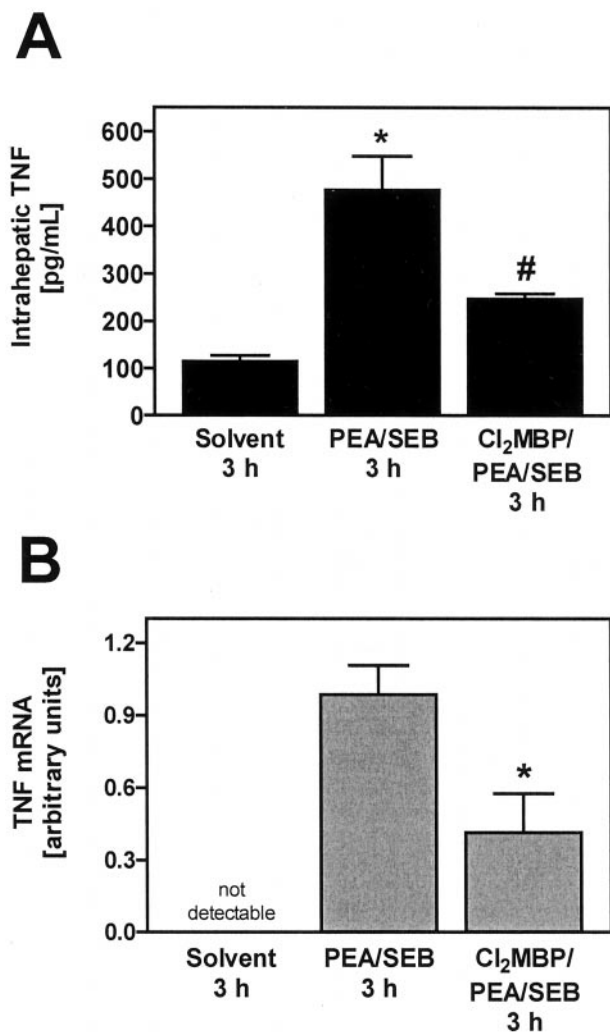 A
Intrahepatic TNF
[pg/mL]
600
500
400
300
200
100
0
*
#
Solvent
3 h
PEA/SEB
3 h
Cl₂MBP/
PEA/SEB
3 h
B
TNF mRNA
[arbitrary units]
1.2
0.9
0.6
0.3
0.0
not
detectable
*
Solvent
3 h
PEA/SEB
3 h
Cl₂MBP/
PEA/SEB
3 h